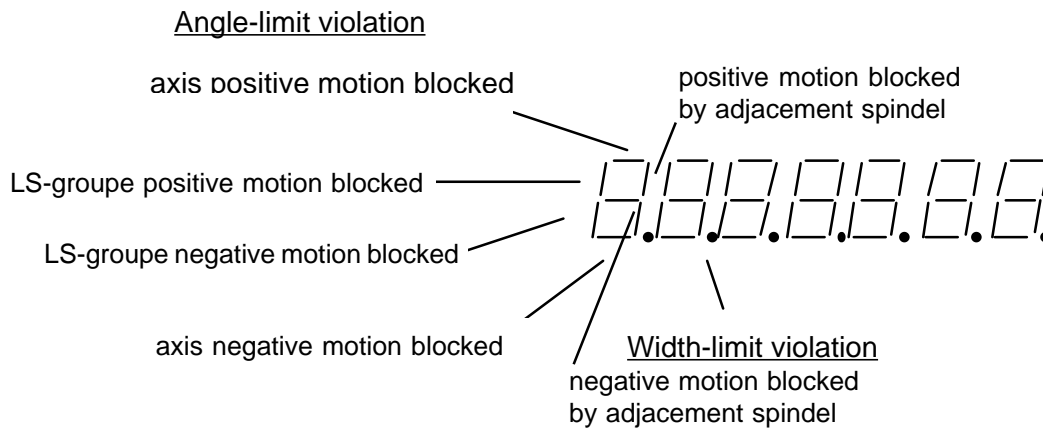 Angle-limit violation
axis positive motion blocked
positive motion blocked
by adjacement spindel
LS-groupe positive motion blocked
LS-groupe negative motion blocked
axis negative motion blocked
Width-limit violation
negative motion blocked
by adjacement spindel